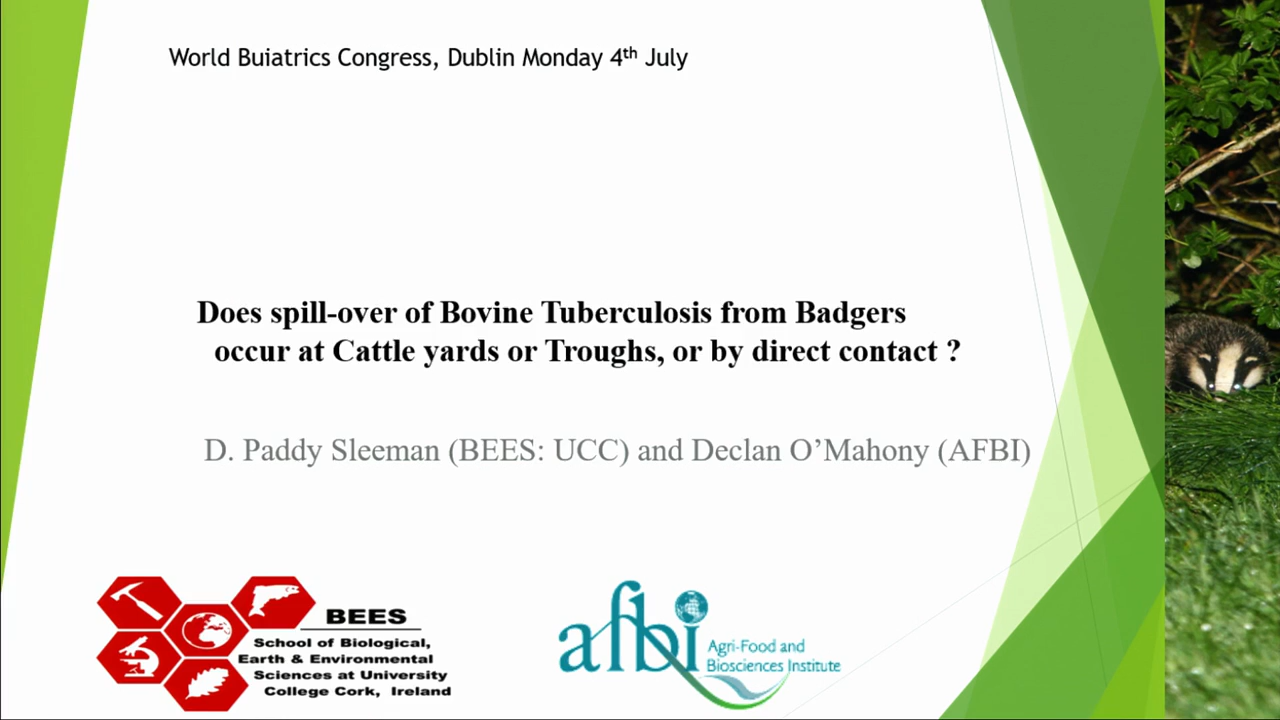 World Buiatrics Congress, Dublin Monday 4th July
Does spill-over of Bovine Tuberculosis from Badgers
occur at Cattle yards or Troughs, or by direct contact ?
D. Paddy Sleeman (BEES: UCC) and Declan O’Mahony (AFBI)
BEES
School of Biological,
Earth & Environmental
Sciences at University
College Cork, Ireland
afbi
Agri-Food and
Biosciences Institute